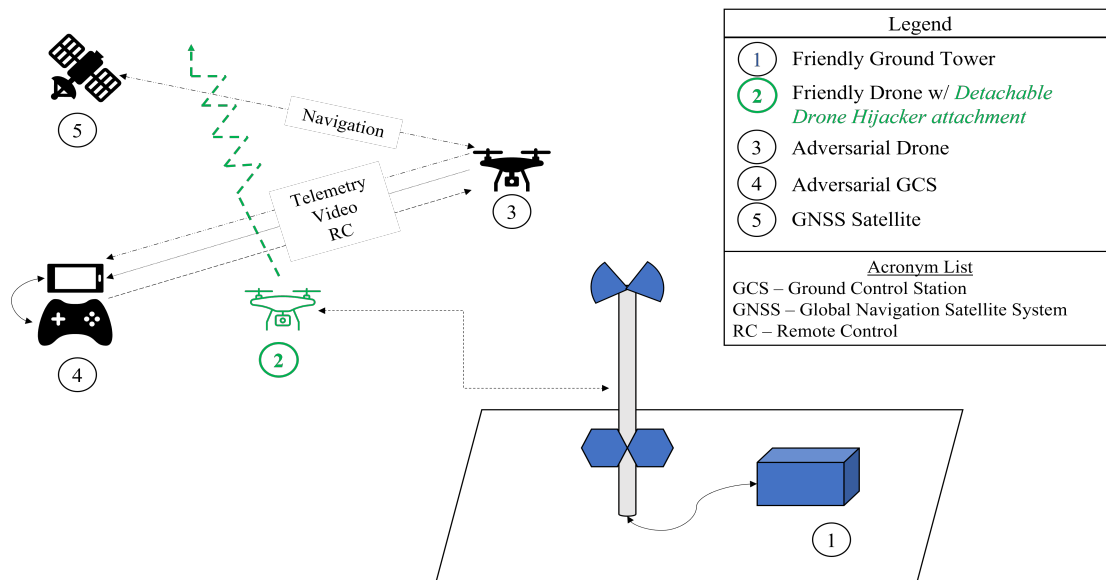 Legend
1 Friendly Ground Tower
2 Friendly Drone w/ Detachable
Drone Hijacker attachment
3 Adversarial Drone
4 Adversarial GCS
5 GNSS Satellite
Acronym List
GCS – Ground Control Station
GNSS – Global Navigation Satellite System
RC – Remote Control
5
Navigation
Telemetry
Video
RC
3
4
2
1